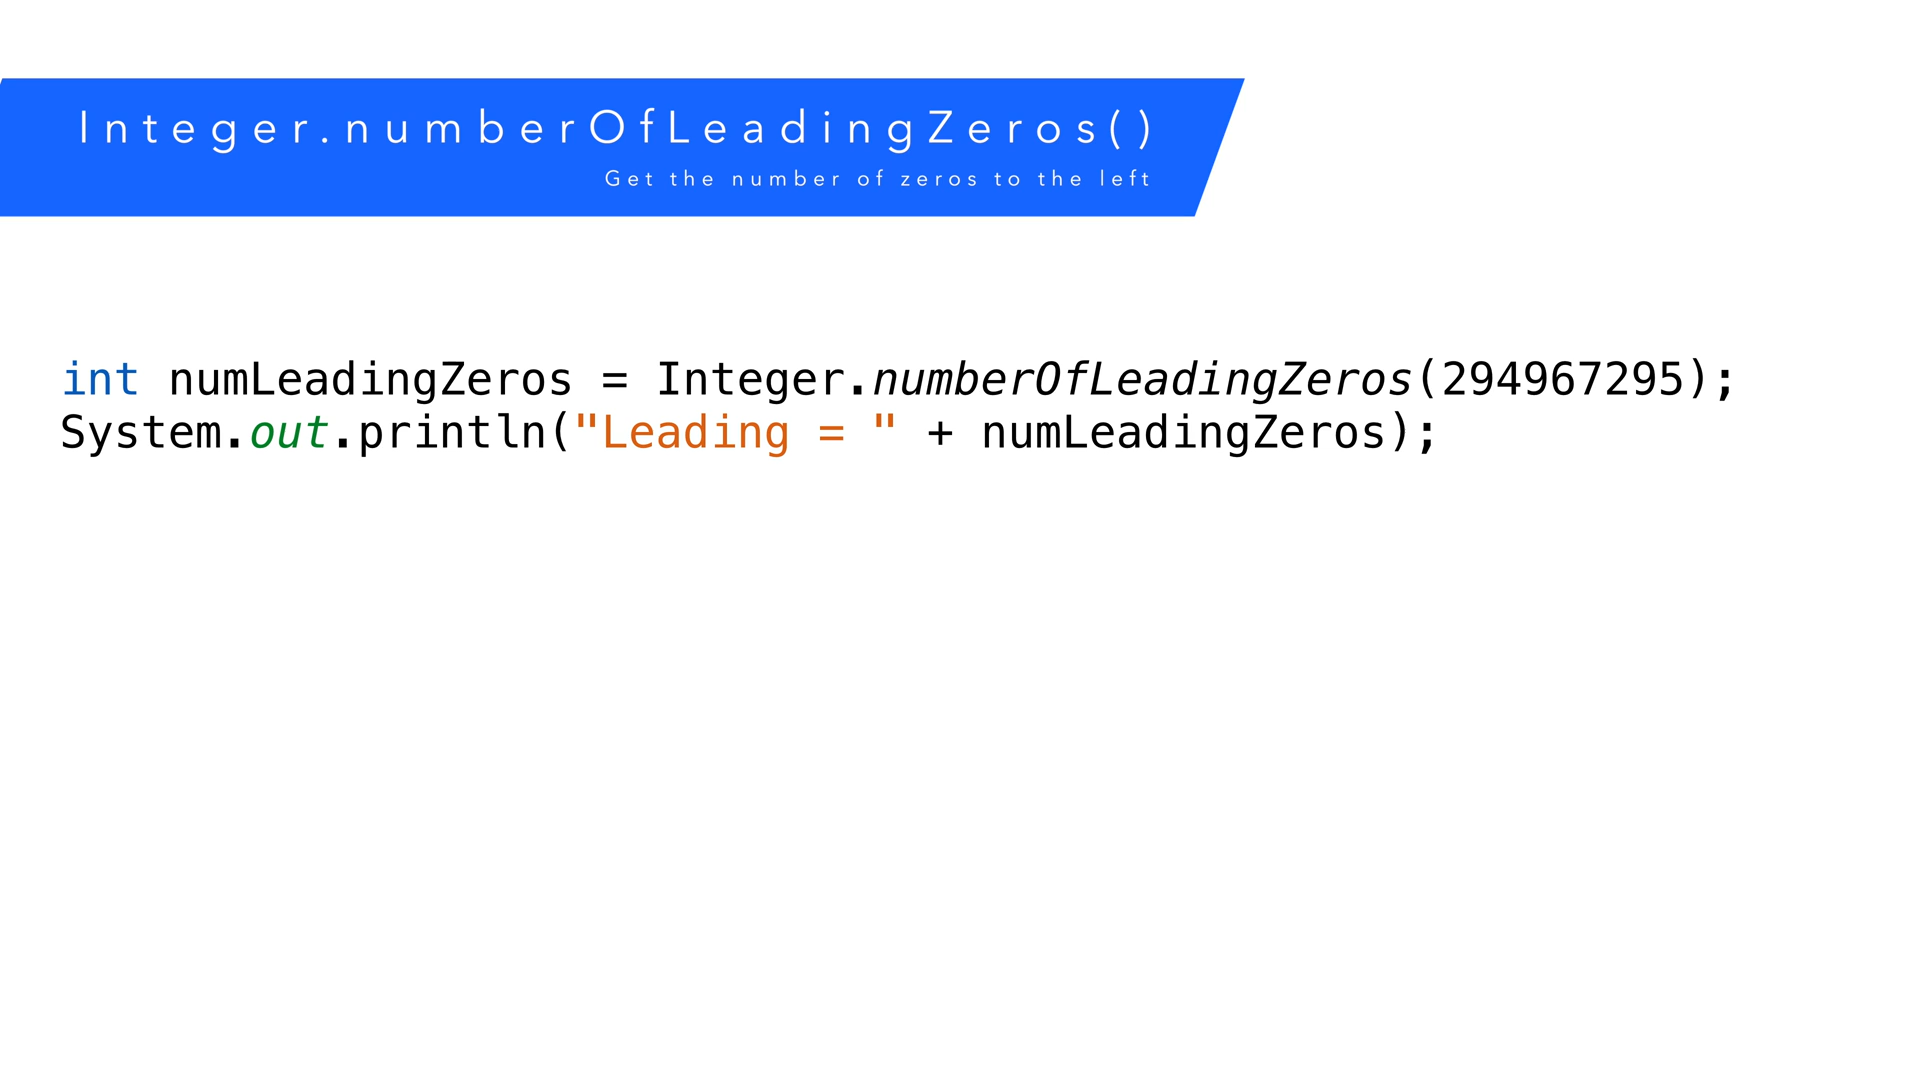 Integer.numberOfLeadingZeros()
Get the number of zeros to the left
int numLeadingZeros = Integer.numberOfLeadingZeros(294967295);
System.out.println("Leading = " + numLeadingZeros);